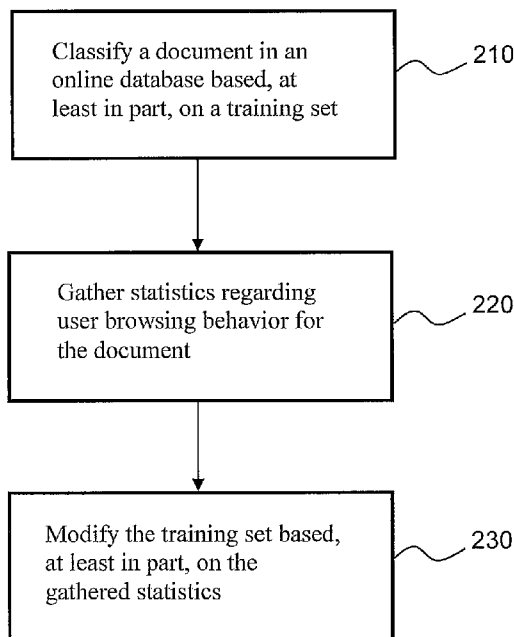 Classify a document in an
online database based, at
least in part, on a training set
210
Gather statistics regarding
user browsing behavior for
the document
220
Modify the training set based,
at least in part, on the
gathered statistics
230